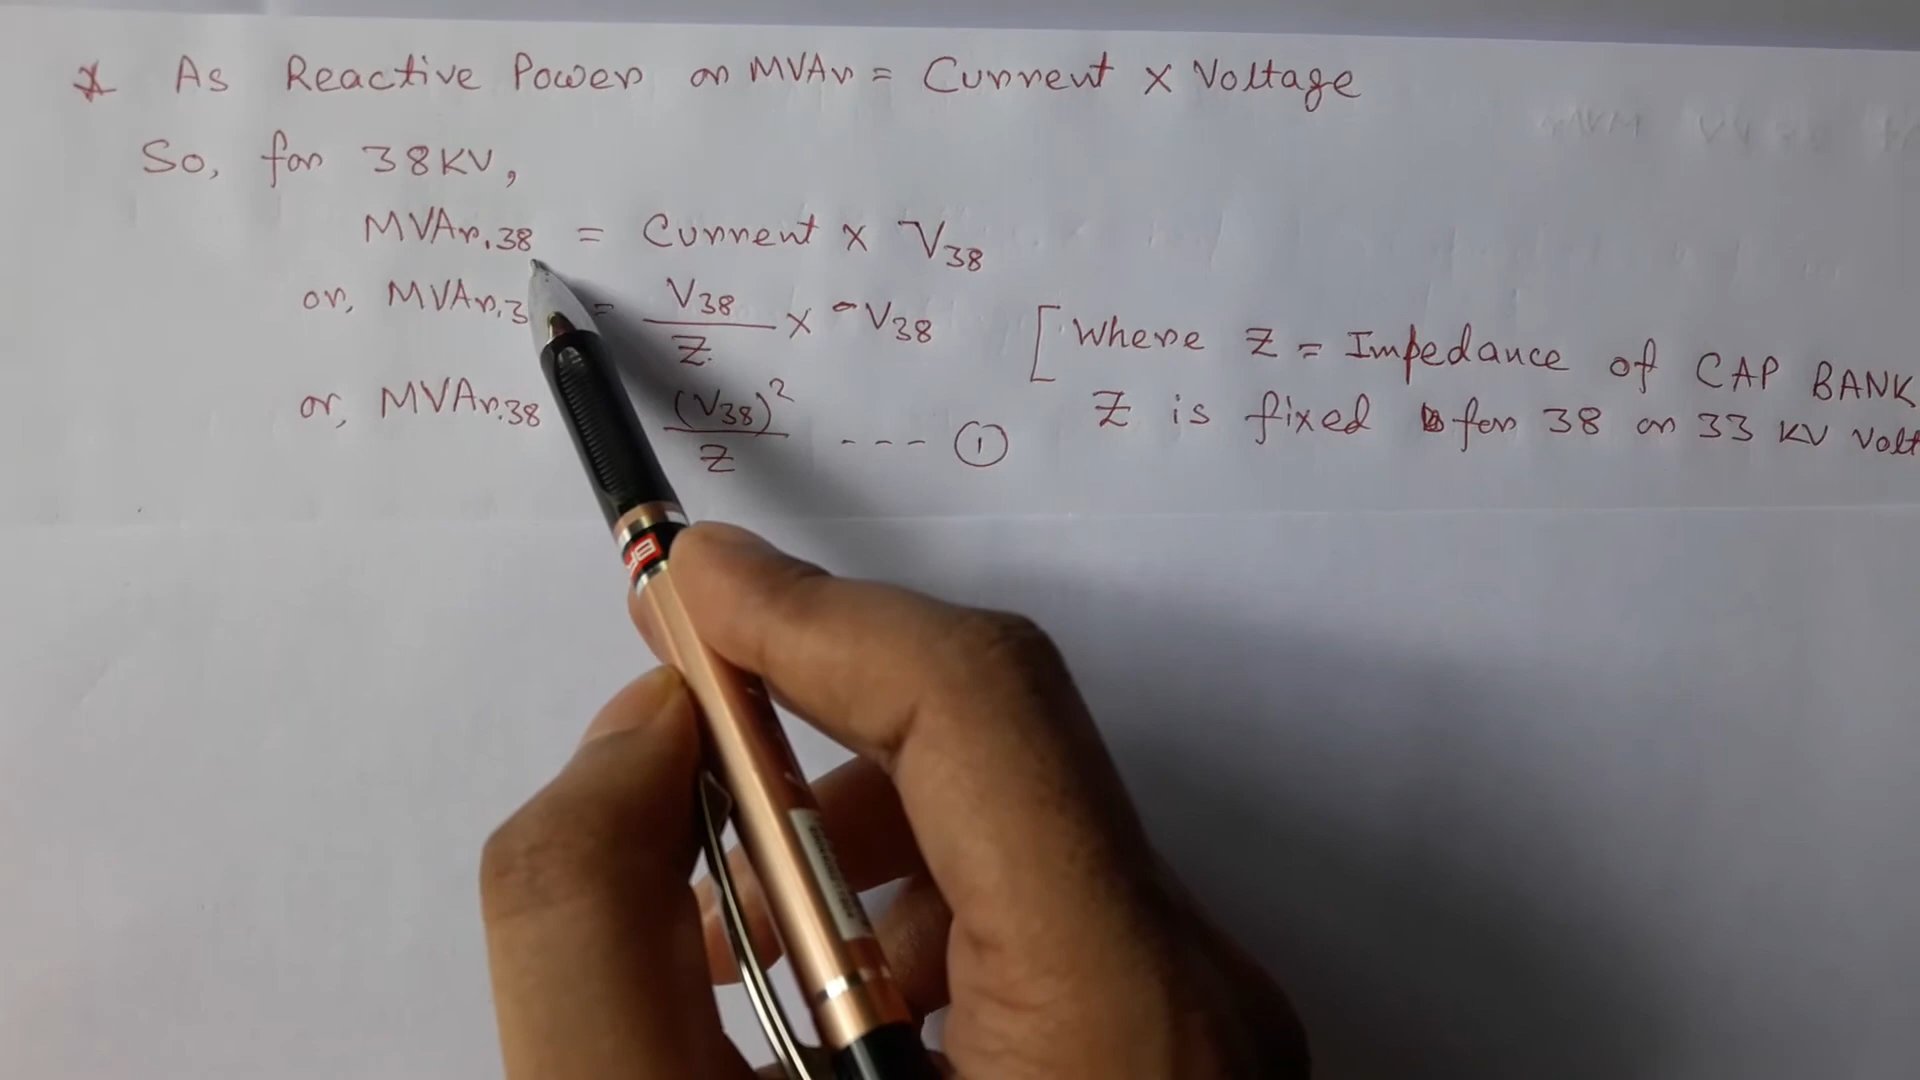 * As Reactive Power or MVAr = Current x Voltage
So, for 38KV,
MVAr.38 = Current x V38
or, MVAr.3 = V38 / Z x V38 [Where Z = Impedance of CAP BANK
or, MVAr.38 (V38)² / Z ---- ① Z is fixed for 38 or 33 KV Volt